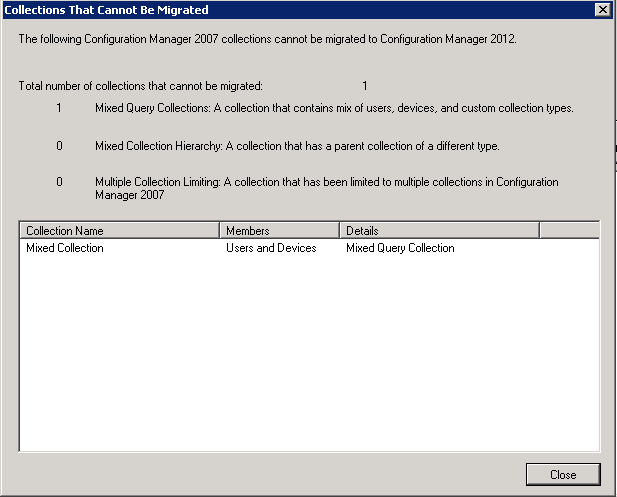 Collections That Cannot Be Migrated
The following Configuration Manager 2007 collections cannot be migrated to Configuration Manager 2012.
Total number of collections that cannot be migrated: 1
1 Mixed Query Collections: A collection that contains mix of users, devices, and custom collection types.
0 Mixed Collection Hierarchy: A collection that has a parent collection of a different type.
0 Multiple Collection Limiting: A collection that has been limited to multiple collections in Configuration
Manager 2007
Collection Name Members Details
Mixed Collection Users and Devices Mixed Query Collection
Close